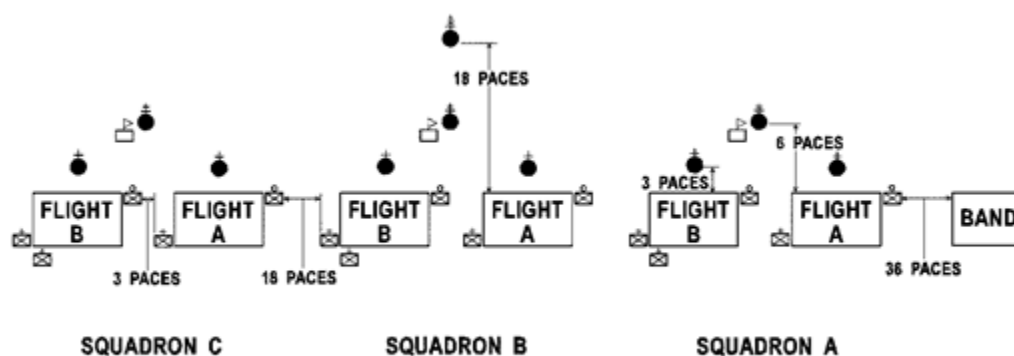 18 PACES
6 PACES
3 PACES
FLIGHT
B
FLIGHT
A
FLIGHT
B
FLIGHT
A
FLIGHT
B
FLIGHT
A
BAND
3 PACES
18 PACES
36 PACES
SQUADRON C
SQUADRON B
SQUADRON A